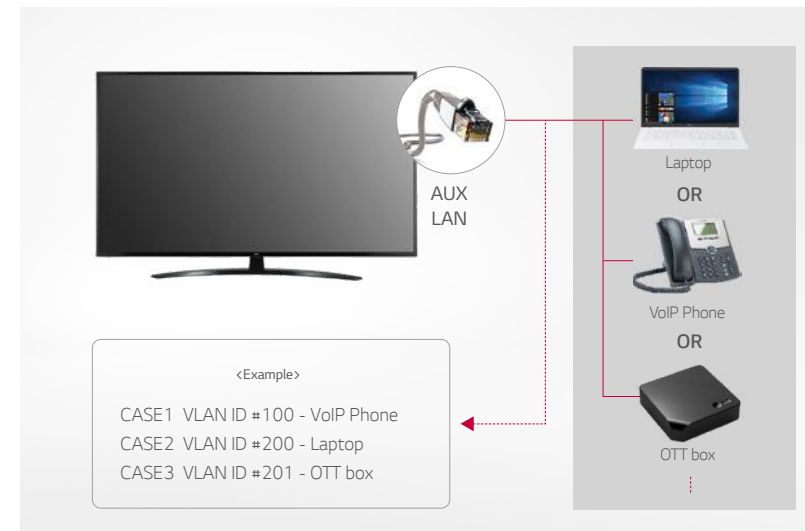 AUX
LAN
Laptop
OR
VoIP Phone
OR
OTT box
<Example>
CASE1 VLAN ID #100 - VoIP Phone
CASE2 VLAN ID #200 - Laptop
CASE3 VLAN ID #201 - OTT box